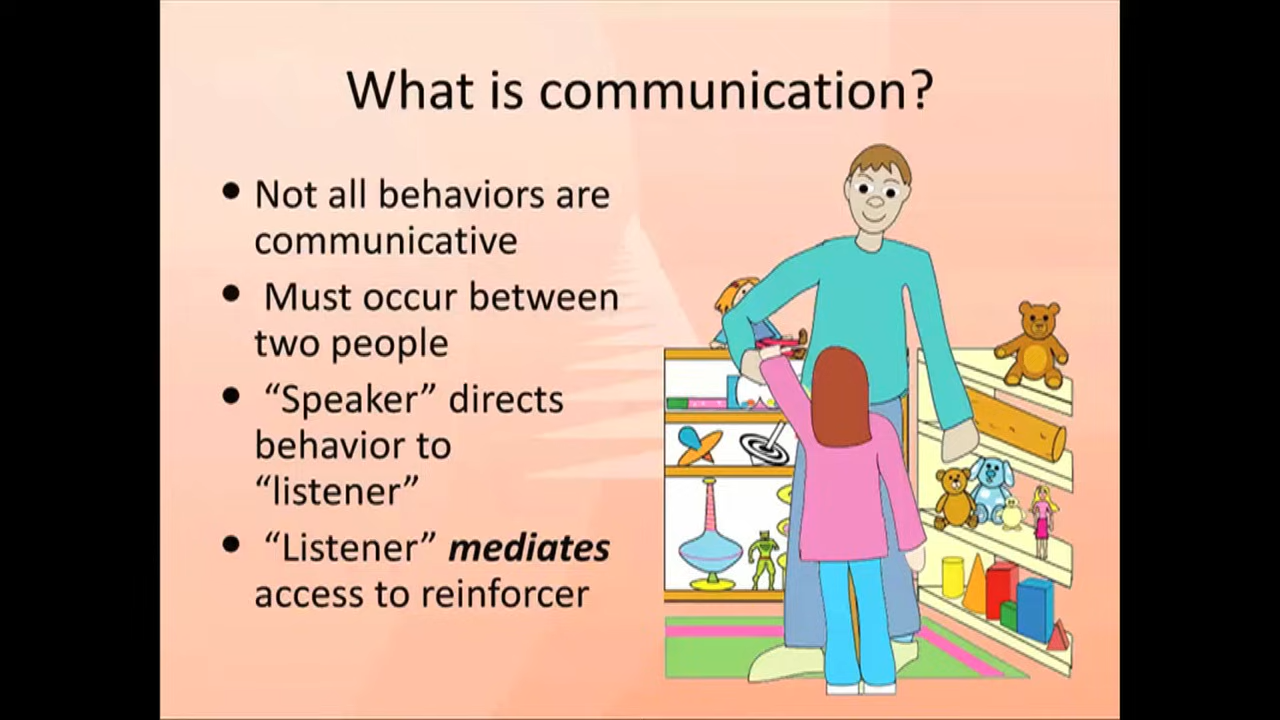 What is communication?
• Not all behaviors are
communicative
• Must occur between
two people
• “Speaker” directs
behavior to
“listener”
• “Listener” mediates
access to reinforcer